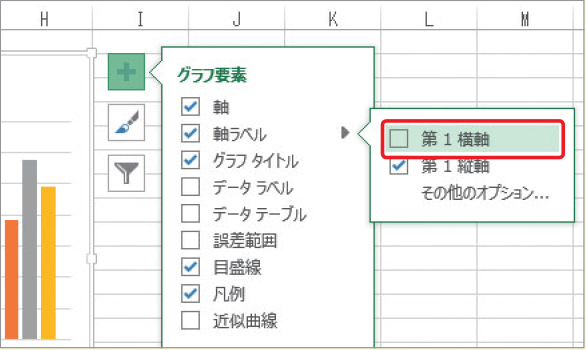 H I J K L M
グラフ要素
軸
軸ラベル
グラフ タイトル
データ ラベル
データ テーブル
誤差範囲
目盛線
凡例
近似曲線
第 1 横軸
第 1 縦軸
その他のオプション...